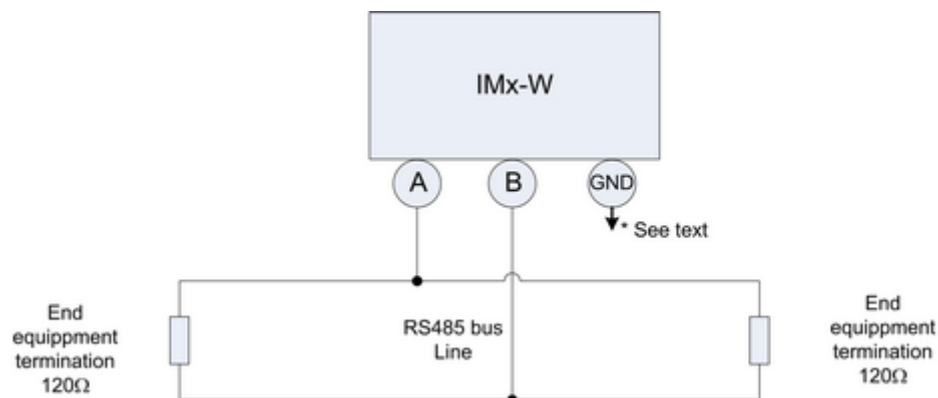 IMx-W
A
B
GND
* See text
End
equippment
termination
120Ω
RS485 bus
Line
End
equippment
termination
120Ω